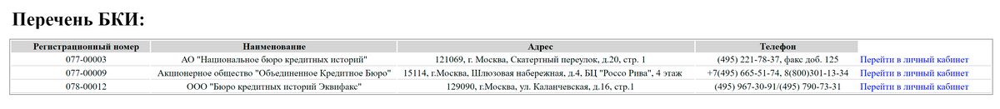 Перечень БКИ:
Регистрационный номер Наименование Адрес Телефон
077-00003 АО "Национальное бюро кредитных историй" 121069, г. Москва, Скатертный переулок, д.20, стр. 1 (495) 221-78-37, факс доб. 125 Перейти в личный кабинет
077-00009 Акционерное общество "Объединенное Кредитное Бюро" 15114, г.Москва, Шлюзовая набережная, д.4, БЦ "Россо Рива", 4 этаж +7(495) 665-51-74, 8(800)301-13-34 Перейти в личный кабинет
078-00012 ООО "Бюро кредитных историй Эквифакс" 129090, г.Москва, ул. Каланчевская, д.16, стр.1 (495) 967-30-91/(495) 790-73-31 Перейти в личный кабинет